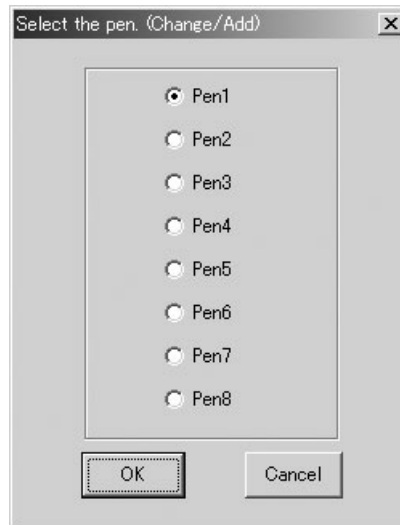 Select the pen. (Change/Add)
Pen1
Pen2
Pen3
Pen4
Pen5
Pen6
Pen7
Pen8
OK
Cancel